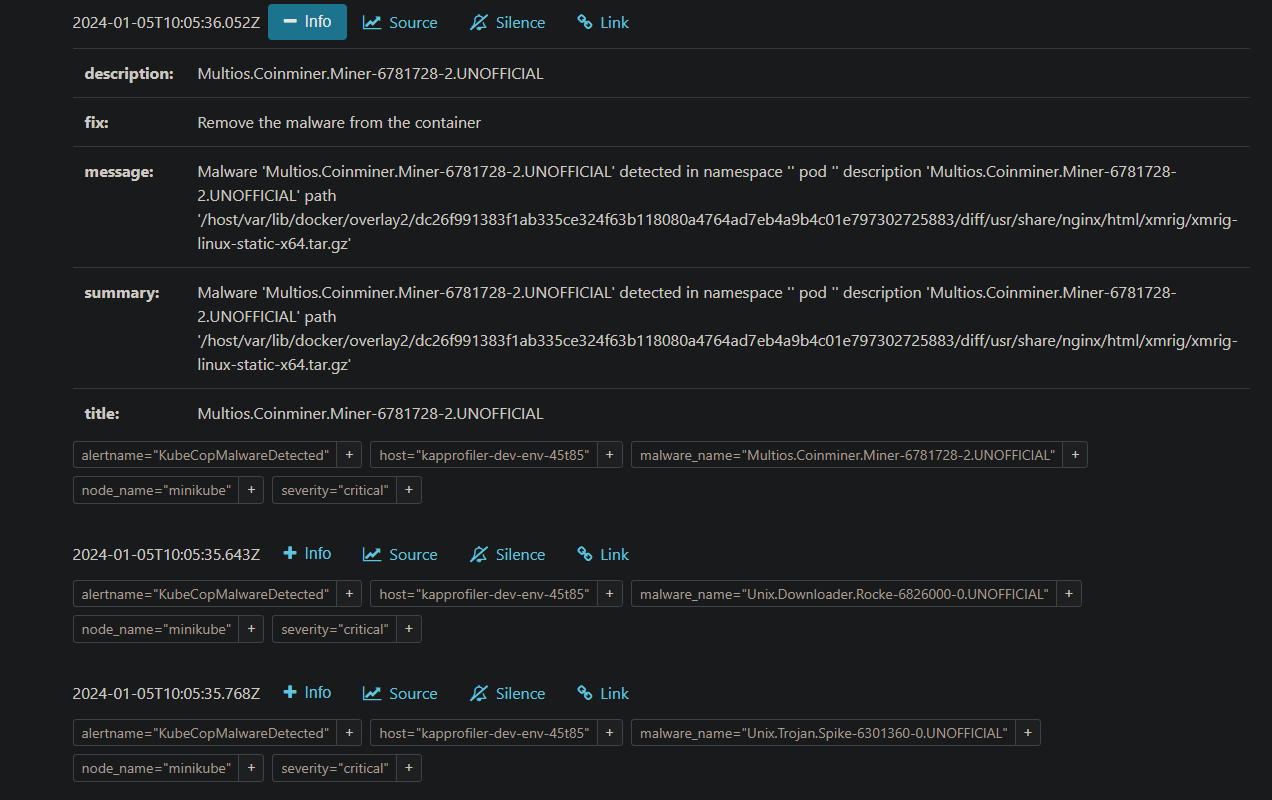 2024-01-05T10:05:36.052Z Info Source Silence Link
description: Multios.Coinminer.Miner-6781728-2.UNOFFICIAL
fix: Remove the malware from the container
message: Malware 'Multios.Coinminer.Miner-6781728-2.UNOFFICIAL' detected in namespace '' pod '' description 'Multios.Coinminer.Miner-6781728-
2.UNOFFICIAL' path
'/host/var/lib/docker/overlay2/dc26f991383f1ab335ce324f63b118080a4764ad7eb4a9b4c01e797302725883/diff/usr/share/nginx/html/xmrig/xmrig-
linux-static-x64.tar.gz'
summary: Malware 'Multios.Coinminer.Miner-6781728-2.UNOFFICIAL' detected in namespace '' pod '' description 'Multios.Coinminer.Miner-6781728-
2.UNOFFICIAL' path
'/host/var/lib/docker/overlay2/dc26f991383f1ab335ce324f63b118080a4764ad7eb4a9b4c01e797302725883/diff/usr/share/nginx/html/xmrig/xmrig-
linux-static-x64.tar.gz'
title: Multios.Coinminer.Miner-6781728-2.UNOFFICIAL
alertname="KubeCopMalwareDetected" + host="kapprofiler-dev-env-45t85" + malware_name="Multios.Coinminer.Miner-6781728-2.UNOFFICIAL" +
node_name="minikube" + severity="critical" +
2024-01-05T10:05:35.643Z Info Source Silence Link
alertname="KubeCopMalwareDetected" + host="kapprofiler-dev-env-45t85" + malware_name="Unix.Downloader.Rocke-6826000-0.UNOFFICIAL" +
node_name="minikube" + severity="critical" +
2024-01-05T10:05:35.768Z Info Source Silence Link
alertname="KubeCopMalwareDetected" + host="kapprofiler-dev-env-45t85" + malware_name="Unix.Trojan.Spike-6301360-0.UNOFFICIAL" +
node_name="minikube" + severity="critical" +